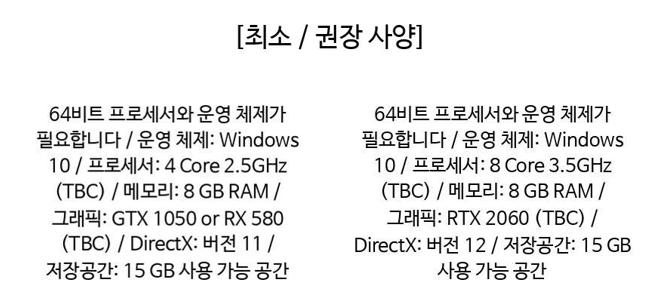 [최소 / 권장 사양]
64비트 프로세서와 운영 체제가
필요합니다 / 운영 체제: Windows
10 / 프로세서: 4 Core 2.5GHz
(TBC) / 메모리: 8 GB RAM /
그래픽: GTX 1050 or RX 580
(TBC) / DirectX: 버전 11 /
저장공간: 15 GB 사용 가능 공간
64비트 프로세서와 운영 체제가
필요합니다 / 운영 체제: Windows
10 / 프로세서: 8 Core 3.5GHz
(TBC) / 메모리: 8 GB RAM /
그래픽: RTX 2060 (TBC) /
DirectX: 버전 12 / 저장공간: 15 GB
사용 가능 공간